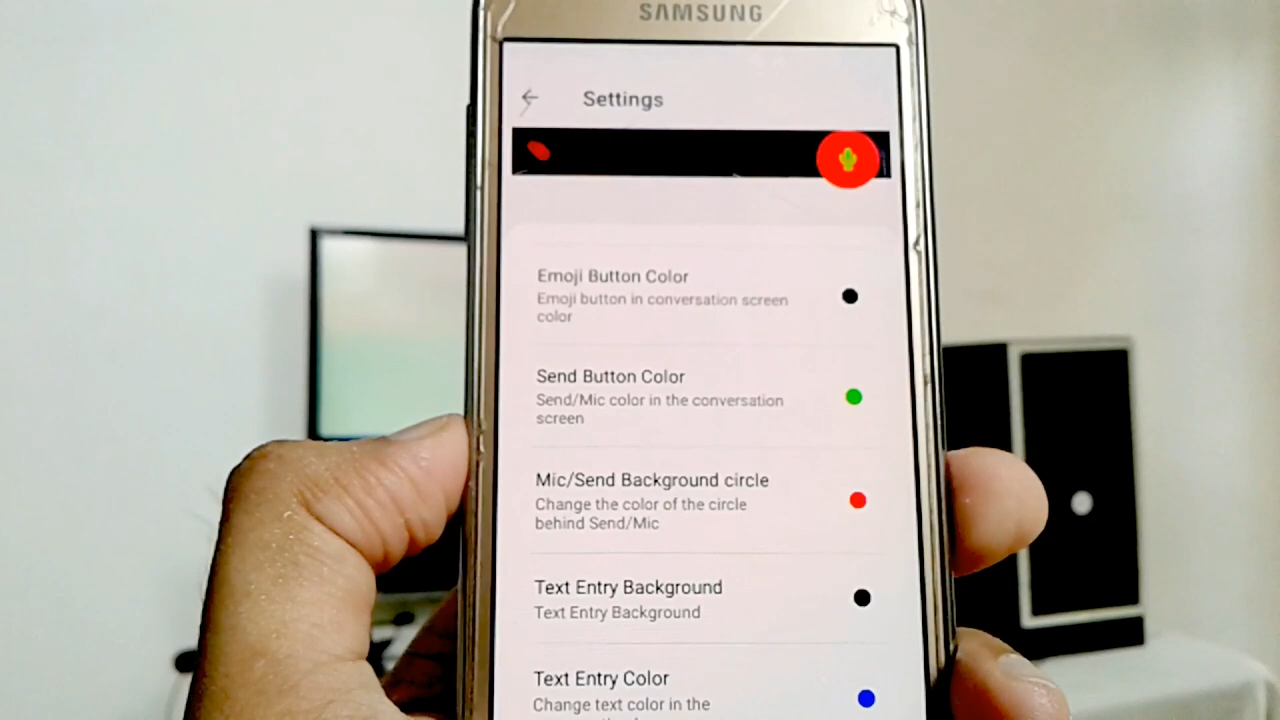 SAMSUNG
Settings
Emoji Button Color
Emoji button in conversation screen
color
Send Button Color
Send/Mic color in the conversation
screen
Mic/Send Background circle
Change the color of the circle
behind Send/Mic
Text Entry Background
Text Entry Background
Text Entry Color
Change text color in the